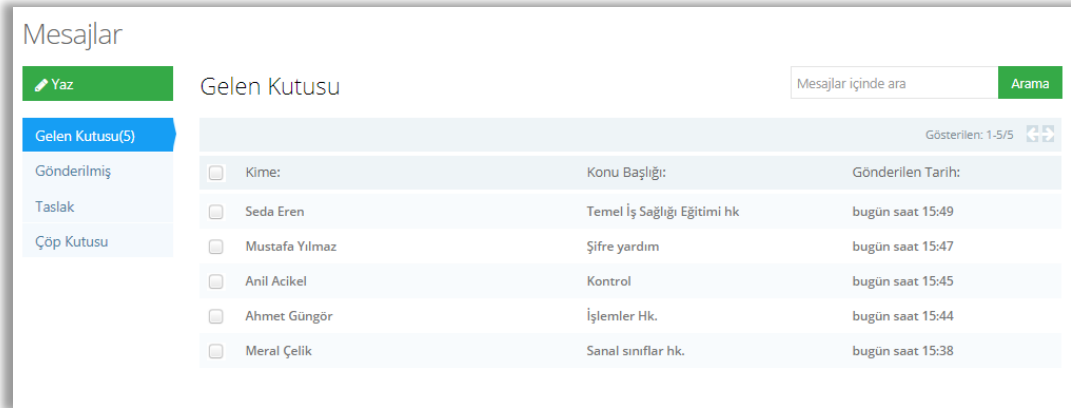 Mesajlar
Yaz
Gelen Kutusu
Mesajlar içinde ara
Arama
Gelen Kutusu(5)
Gönderilmiş
Taslak
Çöp Kutusu
Gösterilen: 1-5/5
Kime: Konu Başlığı: Gönderilen Tarih:
Seda Eren Temel İş Sağlığı Eğitimi hk bugün saat 15:49
Mustafa Yılmaz Şifre yardım bugün saat 15:47
Anil Acikel Kontrol bugün saat 15:45
Ahmet Güngör İşlemler Hk. bugün saat 15:44
Meral Çelik Sanal sınıflar hk. bugün saat 15:38